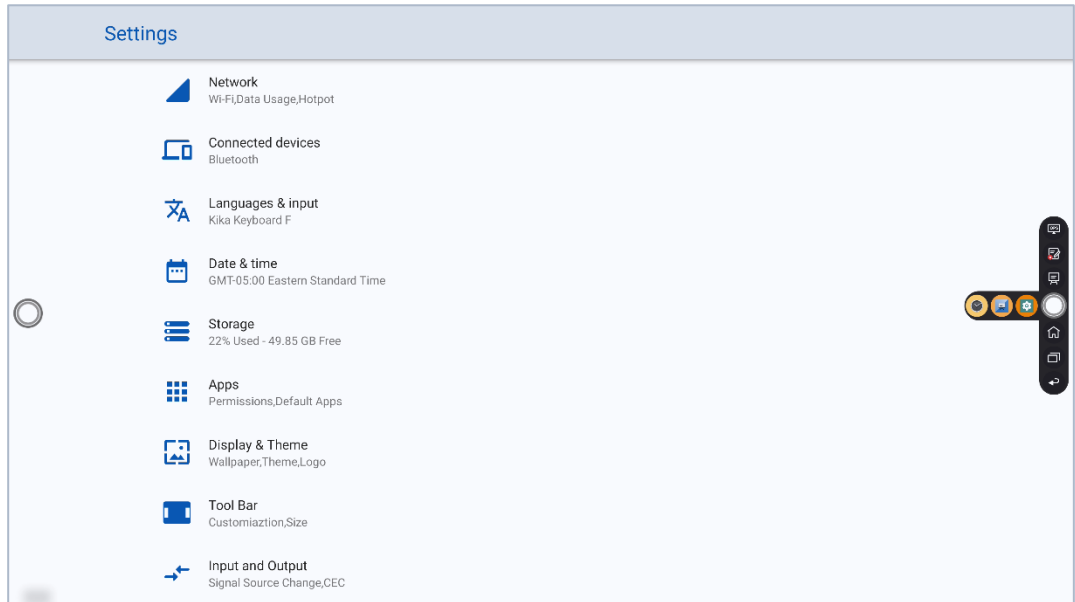 Settings
Network
Wi-Fi,Data Usage,Hotpot
Connected devices
Bluetooth
Languages & input
Kika Keyboard F
Date & time
GMT-05:00 Eastern Standard Time
Storage
22% Used - 49.85 GB Free
Apps
Permissions,Default Apps
Display & Theme
Wallpaper,Theme,Logo
Tool Bar
Customiaztion,Size
Input and Output
Signal Source Change,CEC